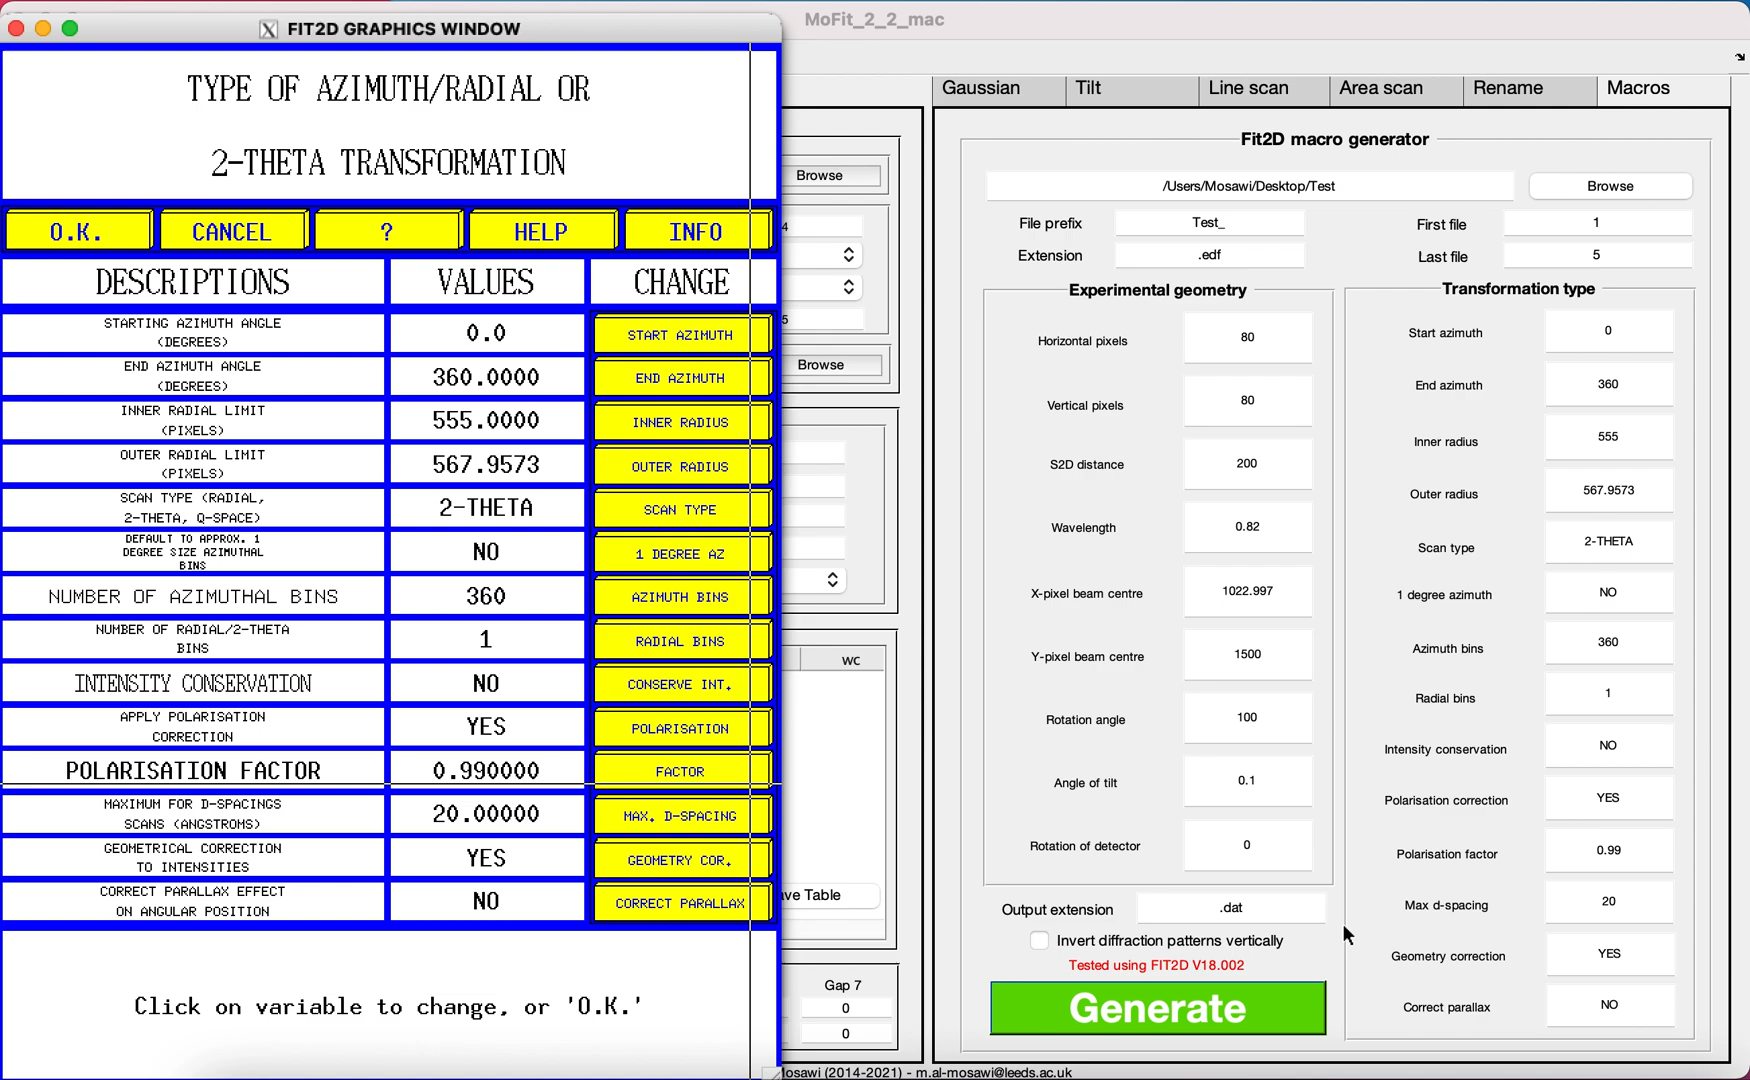 FIT2D GRAPHICS WINDOW
MoFit_2_2_mac
TYPE OF AZIMUTH/RADIAL OR
2-THETA TRANSFORMATION
O.K. CANCEL ? HELP INFO
DESCRIPTIONS VALUES CHANGE
STARTING AZIMUTH ANGLE
(DEGREES)
0.0
START AZIMUTH
END AZIMUTH ANGLE
(DEGREES)
360.0000
END AZIMUTH
INNER RADIAL LIMIT
(PIXELS)
555.0000
INNER RADIUS
OUTER RADIAL LIMIT
(PIXELS)
567.9573
OUTER RADIUS
SCAN TYPE (RADIAL,
2-THETA, Q-SPACE)
2-THETA
SCAN TYPE
DEFAULT TO APPROX. 1
DEGREE SIZE AZIMUTHAL
BINS
NO
1 DEGREE AZ
NUMBER OF AZIMUTHAL BINS
360
AZIMUTH BINS
NUMBER OF RADIAL/2-THETA
BINS
1
RADIAL BINS
INTENSITY CONSERVATION
NO
CONSERVE INT.
APPLY POLARISATION
CORRECTION
YES
POLARISATION
POLARISATION FACTOR
0.990000
FACTOR
MAXIMUM FOR D-SPACINGS
SCANS (ANGSTROMS)
20.00000
MAX. D-SPACING
GEOMETRICAL CORRECTION
TO INTENSITIES
YES
GEOMETRY COR.
CORRECT PARALLAX EFFECT
ON ANGULAR POSITION
NO
CORRECT PARALLAX
Click on variable to change, or 'O.K.'
Browse
4
5
Browse
wc
ve Table
Gap 7
0
0
Mosawi (2014-2021) - m.al-mosawi@leeds.ac.uk
Gaussian Tilt Line scan Area scan Rename Macros
Fit2D macro generator
/Users/Mosawi/Desktop/Test Browse
File prefix Test_ First file 1
Extension .edf Last file 5
Experimental geometry
Horizontal pixels 80
Vertical pixels 80
S2D distance 200
Wavelength 0.82
X-pixel beam centre 1022.997
Y-pixel beam centre 1500
Rotation angle 100
Angle of tilt 0.1
Rotation of detector 0
Output extension .dat
Invert diffraction patterns vertically
Tested using FIT2D V18.002
Generate
Transformation type
Start azimuth 0
End azimuth 360
Inner radius 555
Outer radius 567.9573
Scan type 2-THETA
1 degree azimuth NO
Azimuth bins 360
Radial bins 1
Intensity conservation NO
Polarisation correction YES
Polarisation factor 0.99
Max d-spacing 20
Geometry correction YES
Correct parallax NO